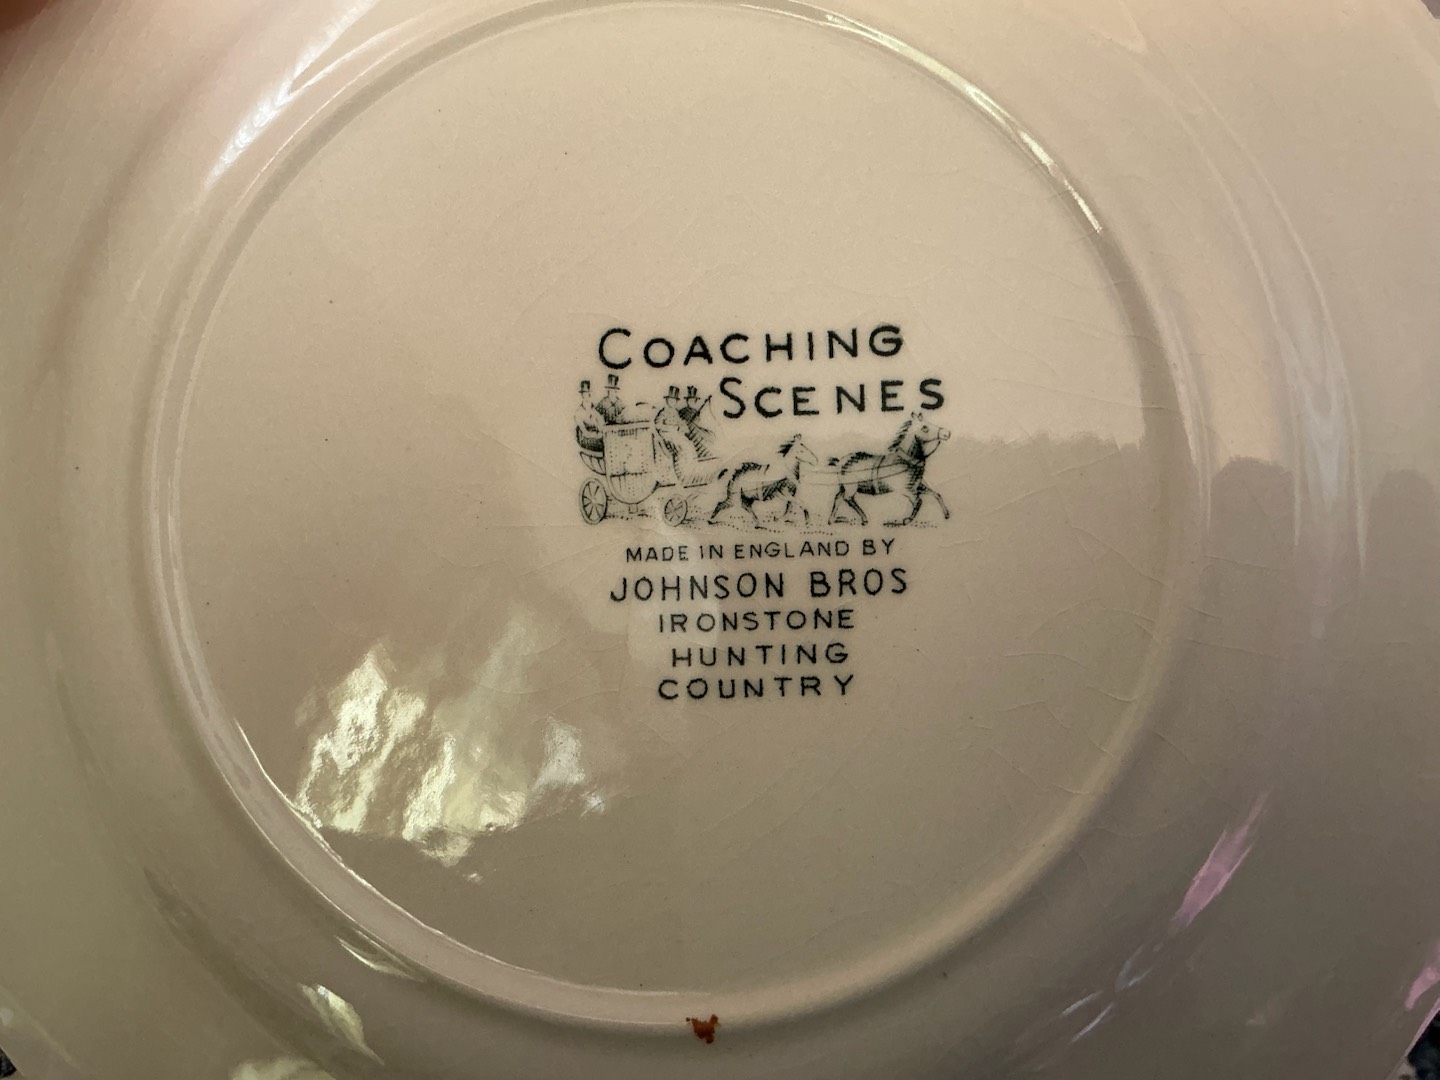 COACHING
SCENES
MADE IN ENGLAND BY
JOHNSON BROS
IRONSTONE
HUNTING
COUNTRY